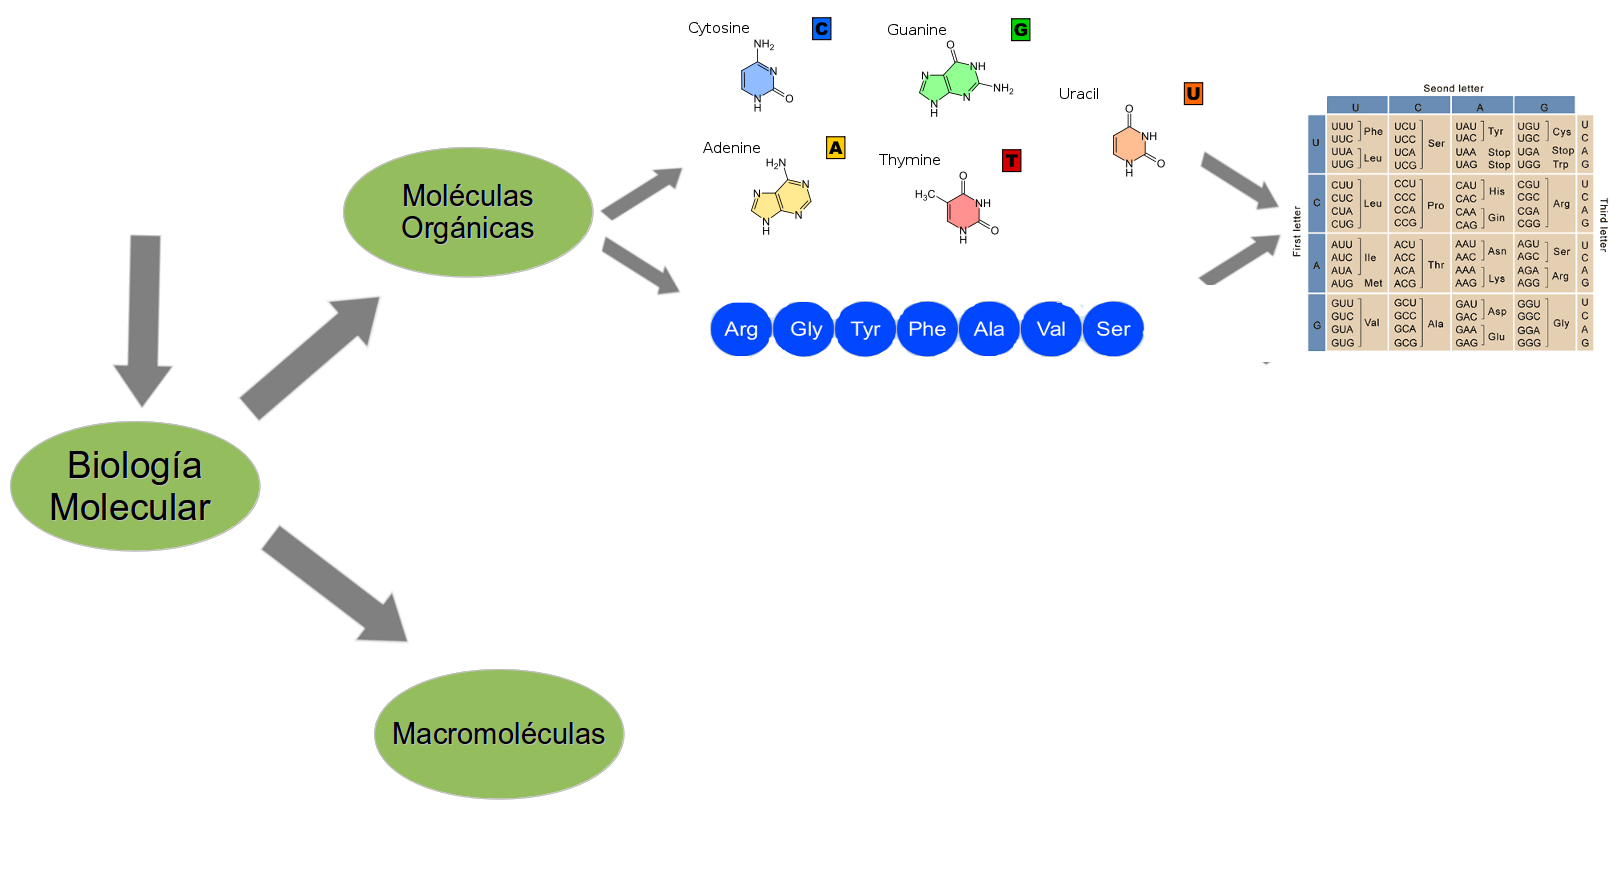 Cytosine C
NH2
N
N
H
O
Guanine G
O
NH
N
N
NH2
N
H
Uracil U
O
NH
N
H
O
Adenine A
H2N
N
N
N
N
H
Thymine T
O
H3C
NH
N
H
O
Moléculas
Orgánicas
Arg Gly Tyr Phe Ala Val Ser
Biología
Molecular
Macromoléculas
Seond letter
U C A G
First letter
Third letter
U
UUU Phe UCU Ser UAU Tyr UGU Cys U
UUC UCC UAC UGC C
UUA Leu UCA UAA Stop UGA Stop A
UUG UCG UAG Stop UGG Trp G
C
CUU Leu CCU Pro CAU His CGU Arg U
CUC CCC CAC CGC C
CUA CCA CAA Gin CGA A
CUG CCG CAG CGG G
A
AUU Ile ACU Thr AAU Asn AGU Ser U
AUC ACC AAC AGC C
AUA ACA AAA Lys AGA Arg A
AUG Met ACG AAG AGG G
G
GUU Val GCU Ala GAU Asp GGU Gly U
GUC GCC GAC GGC C
GUA GCA GAA Glu GGA A
GUG GCG GAG GGG G